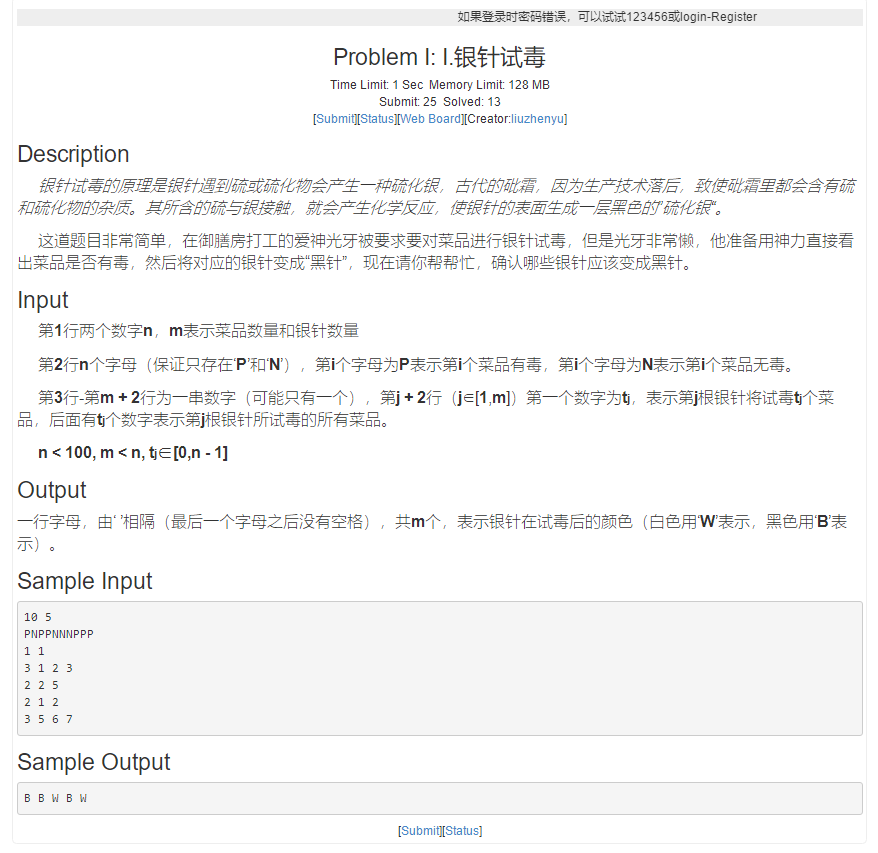 如果登录时密码错误，可以试试123456或login-Register
Problem I: I.银针试毒
Time Limit: 1 Sec  Memory Limit: 128 MB
Submit: 25  Solved: 13
[Submit][Status][Web Board][Creator:liuzhenyu]
Description
银针试毒的原理是银针遇到硫或硫化物会产生一种硫化银，古代的砒霜，因为生产技术落后，致使砒霜里都会含有硫
和硫化物的杂质。其所含的硫与银接触，就会产生化学反应，使银针的表面生成一层黑色的”硫化银“。
这道题目非常简单，在御膳房打工的爱神光牙被要求要对菜品进行银针试毒，但是光牙非常懒，他准备用神力直接看
出菜品是否有毒，然后将对应的银针变成“黑针”，现在请你帮帮忙，确认哪些银针应该变成黑针。
Input
第1行两个数字n，m表示菜品数量和银针数量
第2行n个字母（保证只存在‘P’和‘N’），第i个字母为P表示第i个菜品有毒，第i个字母为N表示第i个菜品无毒。
第3行-第m + 2行为一串数字（可能只有一个），第j + 2行（j∈[1,m]）第一个数字为tj，表示第j根银针将试毒tj个菜
品，后面有tj个数字表示第j根银针所试毒的所有菜品。
n < 100, m < n, tj∈[0,n - 1]
Output
一行字母，由‘ ’相隔（最后一个字母之后没有空格），共m个，表示银针在试毒后的颜色（白色用‘W’表示，黑色用‘B’表
示）。
Sample Input
10 5
PNPPNNNPPP
1 1
3 1 2 3
2 2 5
2 1 2
3 5 6 7
Sample Output
B B W B W
[Submit][Status]